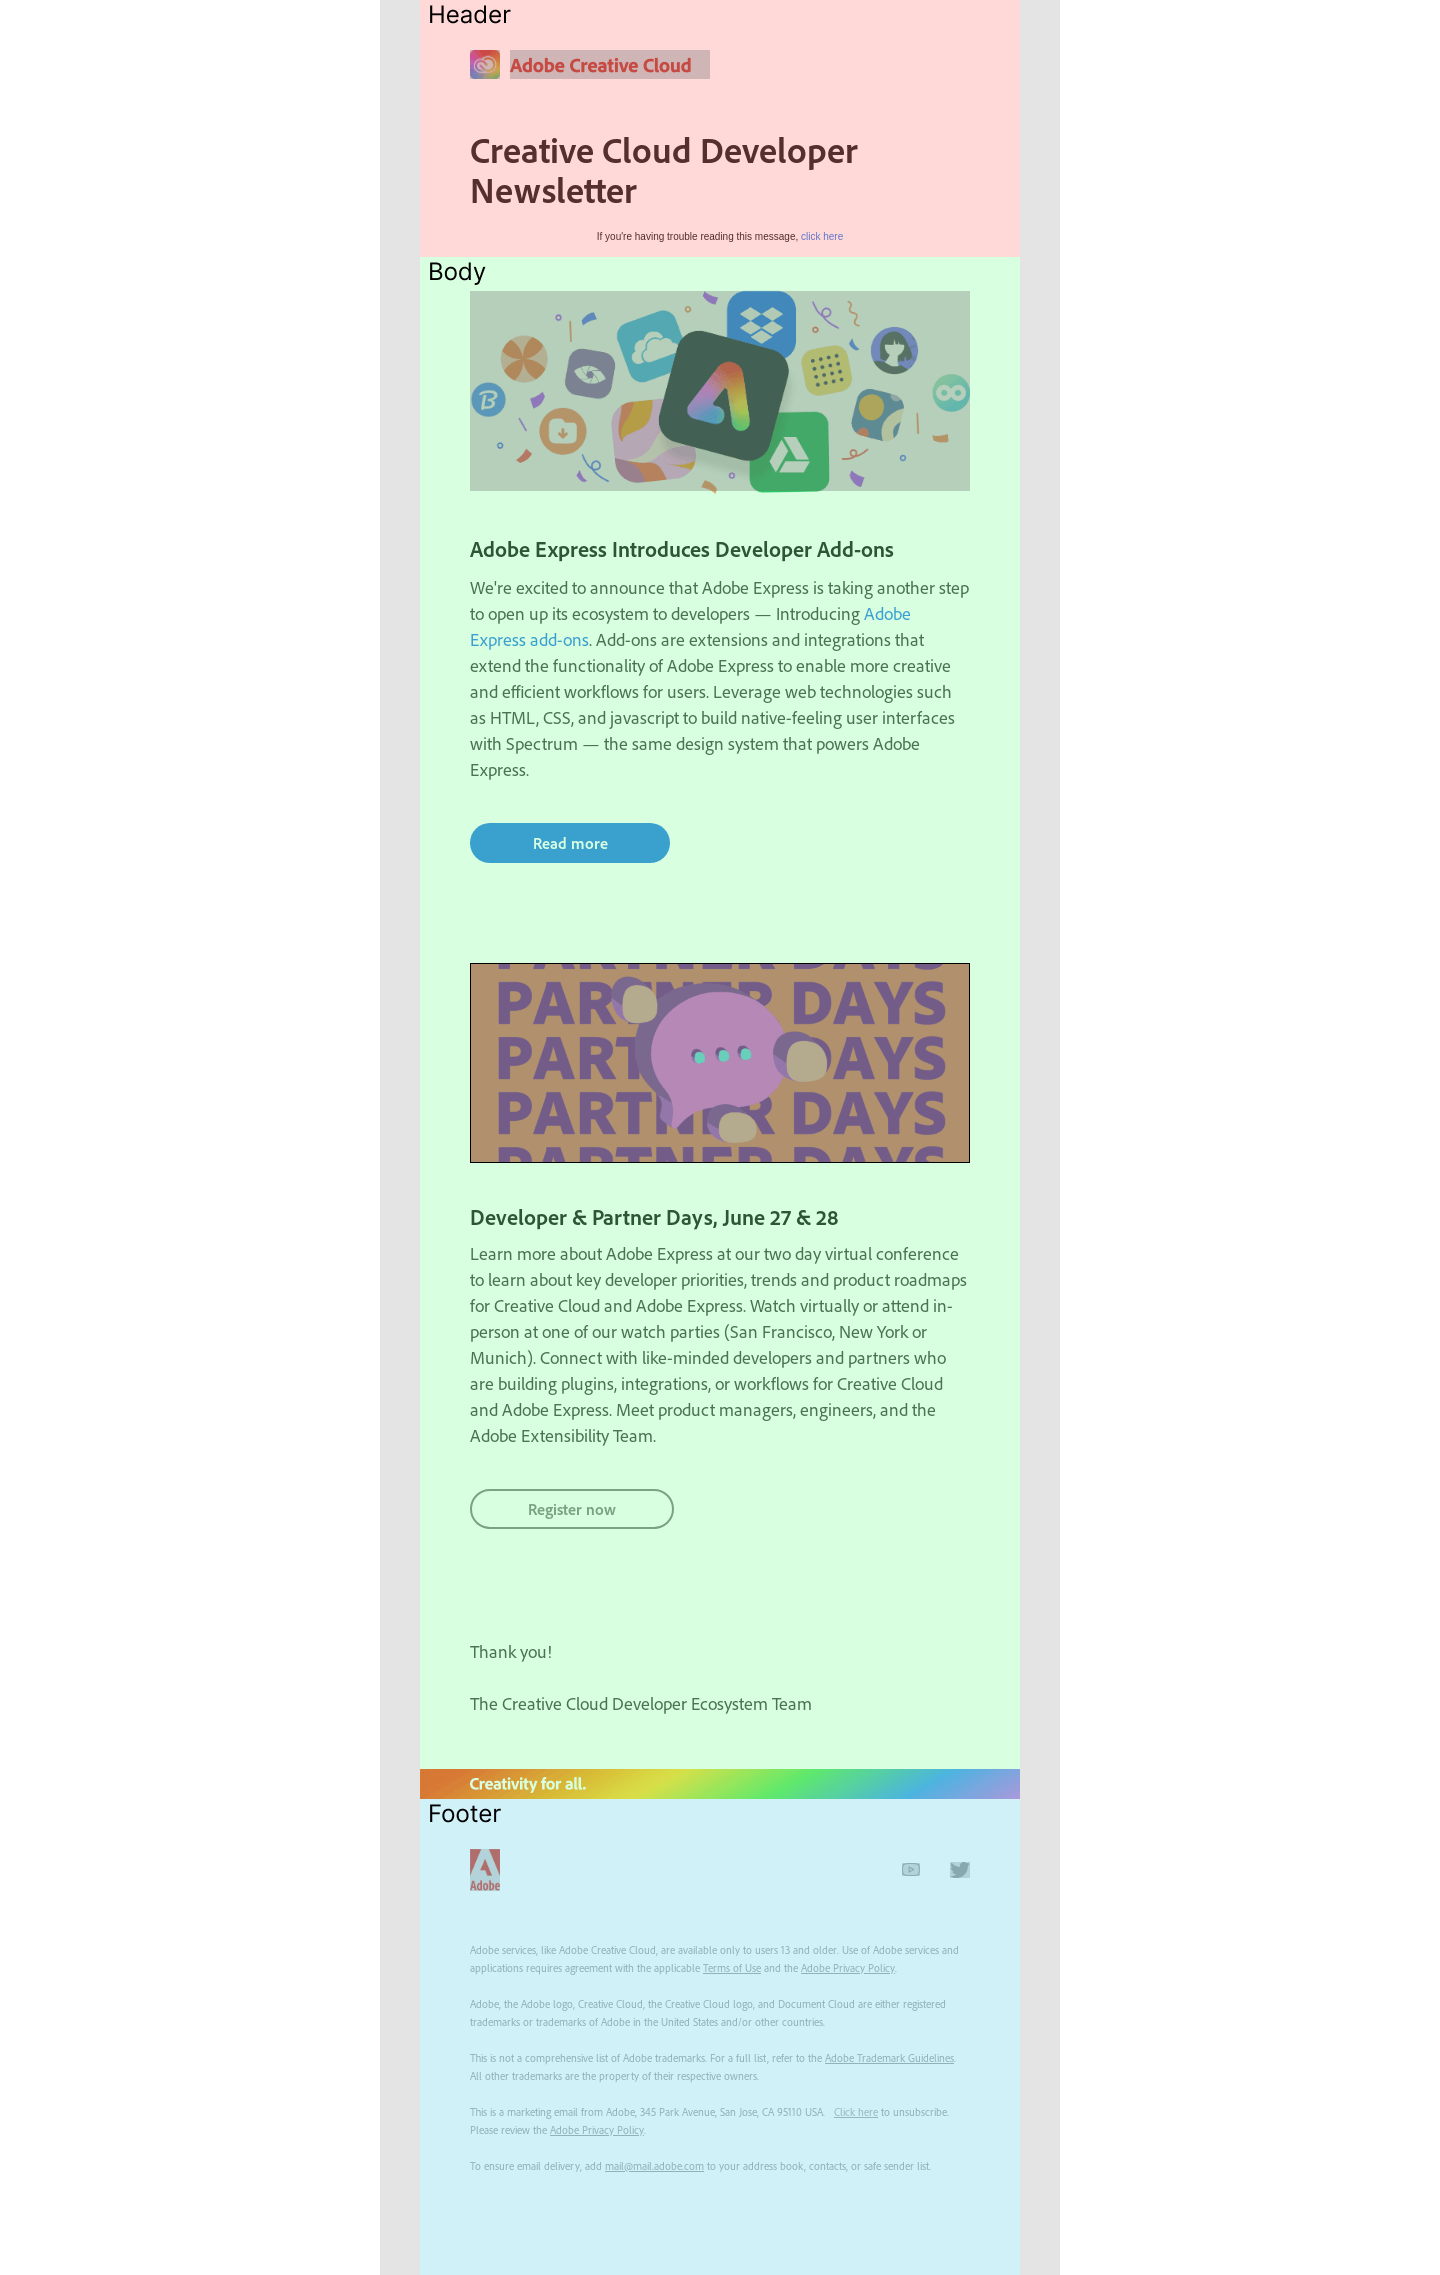 Header
Adobe Creative Cloud
Creative Cloud Developer
Newsletter
If you're having trouble reading this message, click here
Body
Adobe Express Introduces Developer Add-ons
We're excited to announce that Adobe Express is taking another step
to open up its ecosystem to developers — Introducing Adobe
Express add-ons. Add-ons are extensions and integrations that
extend the functionality of Adobe Express to enable more creative
and efficient workflows for users. Leverage web technologies such
as HTML, CSS, and javascript to build native-feeling user interfaces
with Spectrum — the same design system that powers Adobe
Express.
Read more
PARTNER DAYS
PARTNER DAYS
PARTNER DAYS
PARTNER DAYS
PARTNER DAYS
Developer & Partner Days, June 27 & 28
Learn more about Adobe Express at our two day virtual conference
to learn about key developer priorities, trends and product roadmaps
for Creative Cloud and Adobe Express. Watch virtually or attend in-
person at one of our watch parties (San Francisco, New York or
Munich). Connect with like-minded developers and partners who
are building plugins, integrations, or workflows for Creative Cloud
and Adobe Express. Meet product managers, engineers, and the
Adobe Extensibility Team.
Register now
Thank you!
The Creative Cloud Developer Ecosystem Team
Creativity for all.
Footer
Adobe
Adobe services, like Adobe Creative Cloud, are available only to users 13 and older. Use of Adobe services and
applications requires agreement with the applicable Terms of Use and the Adobe Privacy Policy.
Adobe, the Adobe logo, Creative Cloud, the Creative Cloud logo, and Document Cloud are either registered
trademarks or trademarks of Adobe in the United States and/or other countries.
This is not a comprehensive list of Adobe trademarks. For a full list, refer to the Adobe Trademark Guidelines.
All other trademarks are the property of their respective owners.
This is a marketing email from Adobe, 345 Park Avenue, San Jose, CA 95110 USA. Click here to unsubscribe.
Please review the Adobe Privacy Policy.
To ensure email delivery, add mail@mail.adobe.com to your address book, contacts, or safe sender list.